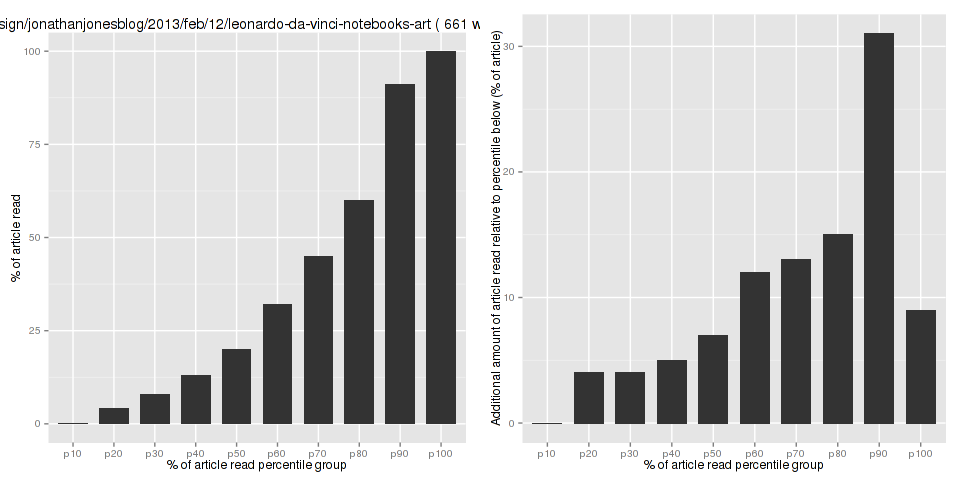 sign/jonathanjonesblog/2013/feb/12/leonardo-da-vinci-notebooks-art ( 661 w
% of article read
100
75
50
25
0
p10 p20 p30 p40 p50 p60 p70 p80 p90 p100
% of article read percentile group
Additional amount of article read relative to percentile below (% of article)
30
20
10
0
p10 p20 p30 p40 p50 p60 p70 p80 p90 p100
% of article read percentile group